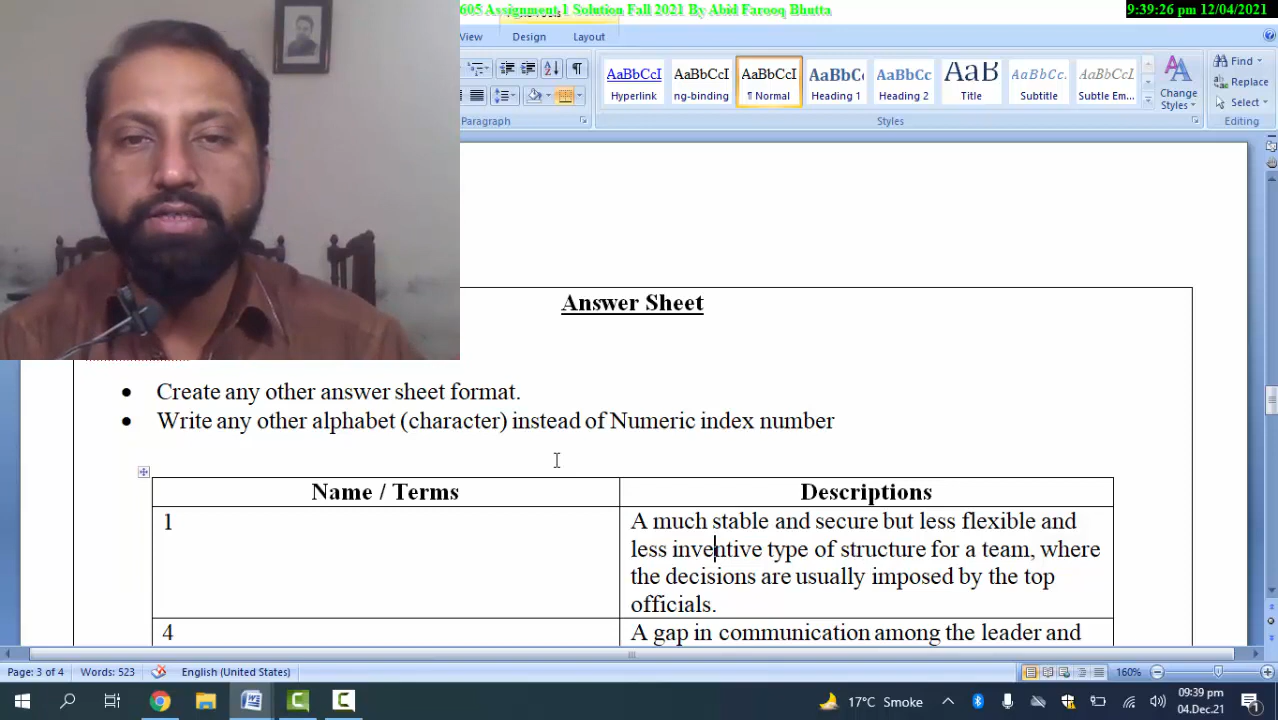 605 Assignment 1 Solution Fall 2021 By Abid Farooq Bhutta
9:39:26 pm 12/04/2021
View Design Layout
Find
Replace
Select
Editing
AaBbCcI AaBbCcI AaBbCcI AaBbC AaBbCc AaB AaBbCc. AaBbCcL
Hyperlink ng-binding ¶ Normal Heading 1 Heading 2 Title Subtitle Subtle Em...
Change
Styles
Paragraph Styles
Answer Sheet
• Create any other answer sheet format.
• Write any other alphabet (character) instead of Numeric index number
Name / Terms Descriptions
1 A much stable and secure but less flexible and
less inventive type of structure for a team, where
the decisions are usually imposed by the top
officials.
4 A gap in communication among the leader and
Page: 3 of 4 Words: 523 English (United States) 160%
17°C Smoke 09:39 pm
04.Dec.21